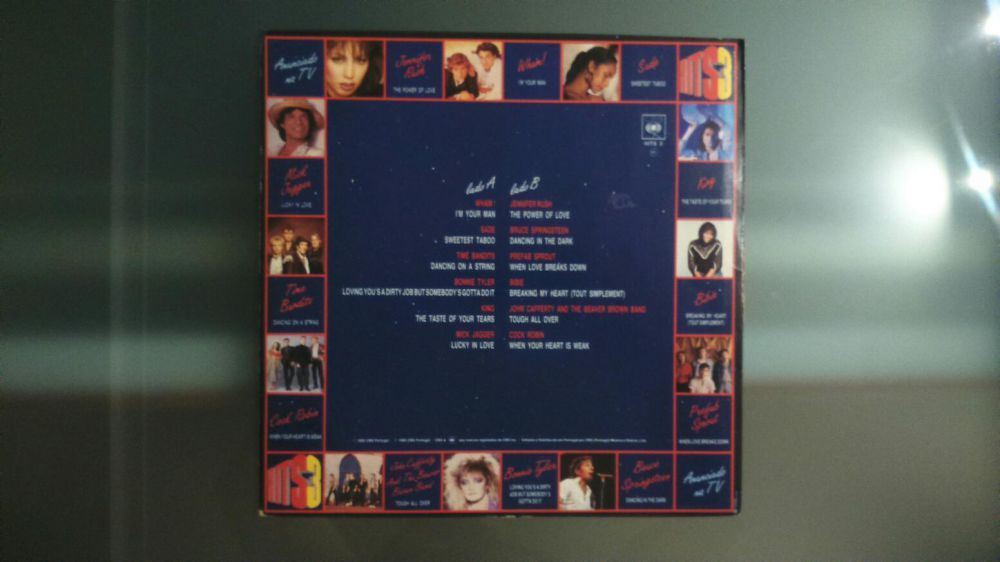 Anunciado
na TV
Jennifer
Rush
THE POWER OF LOVE
Wham!
I'M YOUR MAN
Sade
SWEETEST TABOO
HITS 3
Mick
Jagger
LUCKY IN LOVE
HITS 3
King
THE TASTE OF YOUR TEARS
lado A
WHAM!
I'M YOUR MAN
SADE
SWEETEST TABOO
TIME BANDITS
DANCING ON A STRING
BONNIE TYLER
LOVING YOU'S A DIRTY JOB BUT SOMEBODY'S GOTTA DO IT
KING
THE TASTE OF YOUR TEARS
MICK JAGGER
LUCKY IN LOVE
lado B
JENNIFER RUSH
THE POWER OF LOVE
BRUCE SPRINGSTEEN
DANCING IN THE DARK
PREFAB SPROUT
WHEN LOVE BREAKS DOWN
BIBIE
BREAKING MY HEART (TOUT SIMPLEMENT)
JOHN CAFFERTY AND THE BEAVER BROWN BAND
TOUGH ALL OVER
COCK ROBIN
WHEN YOUR HEART IS WEAK
Time
Bandits
DANCING ON A STRING
Bibie
BREAKING MY HEART
(TOUT SIMPLEMENT)
Cock Robin
WHEN YOUR HEART IS WEAK
Prefab
Sprout
WHEN LOVE BREAKS DOWN
HITS 3
John Cafferty
And The Beaver
Brown Band
TOUGH ALL OVER
Bonnie Tyler
LOVING YOU'S A DIRTY
JOB BUT SOMEBODY'S
GOTTA DO IT
Bruce
Springsteen
DANCING IN THE DARK
Anunciado
na TV